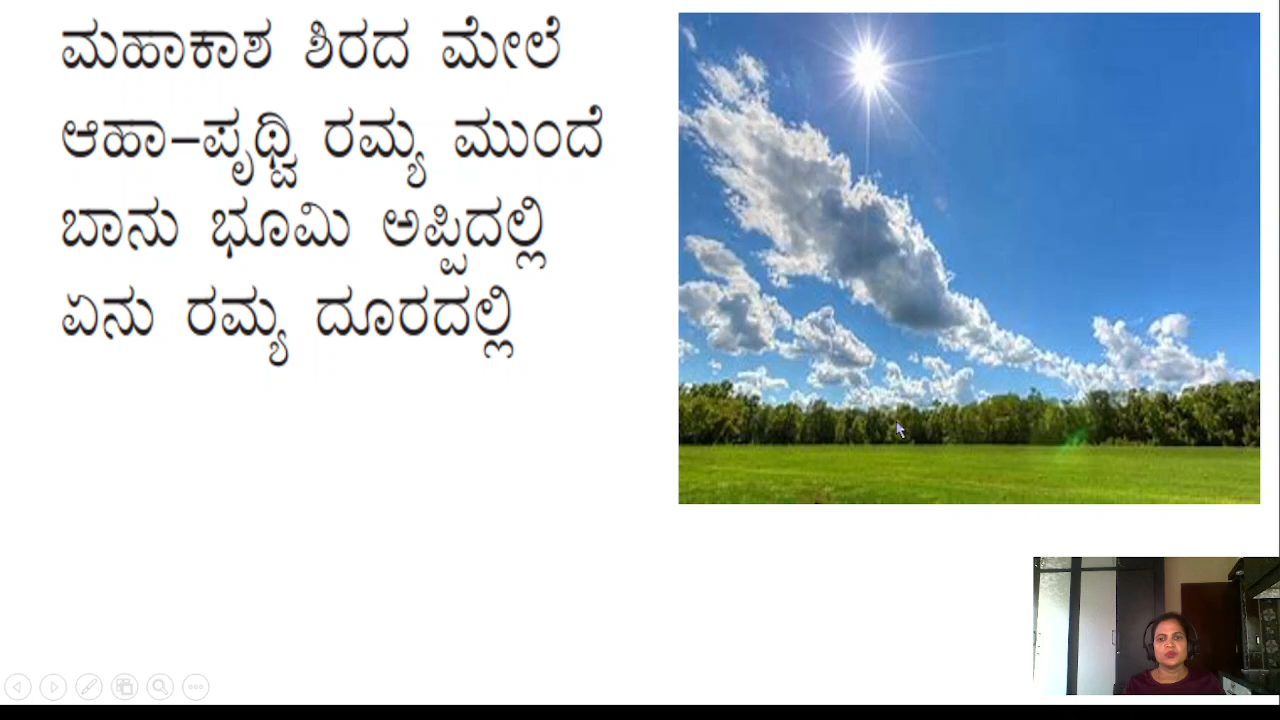 ಮಹಾಕಾಶ ಶಿರದ ಮೇಲೆ
ಆಹಾ–ಪೃಥ್ವಿ ರಮ್ಯ ಮುಂದೆ
ಬಾನು ಭೂಮಿ ಅಪ್ಪಿದಲ್ಲಿ
ಏನು ರಮ್ಯ ದೂರದಲ್ಲಿ